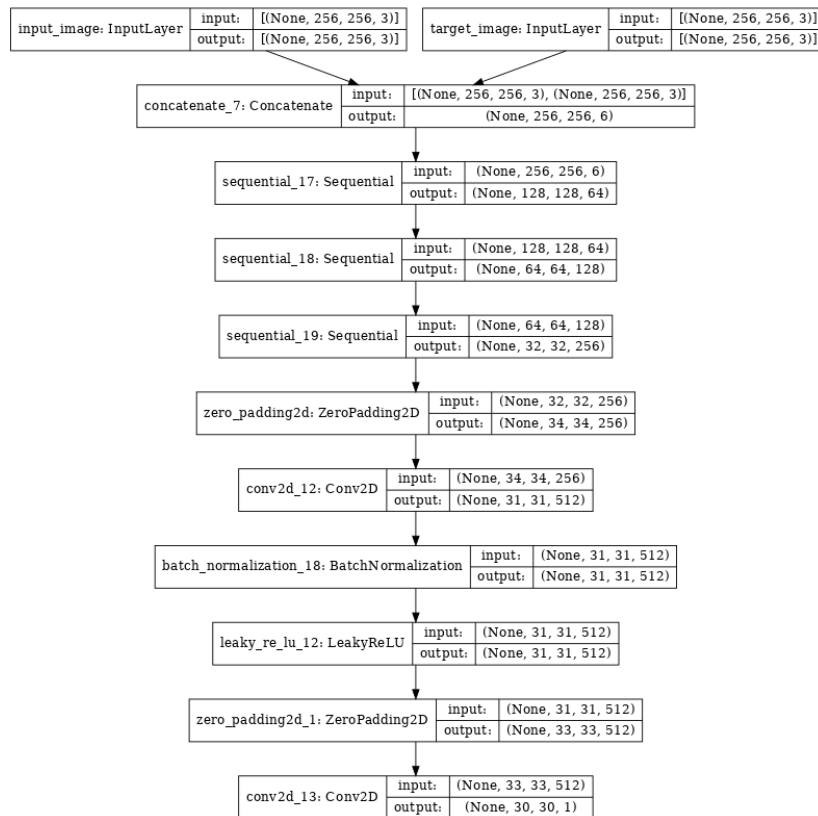 input_image: InputLayer input: [(None, 256, 256, 3)] output: [(None, 256, 256, 3)]
target_image: InputLayer input: [(None, 256, 256, 3)] output: [(None, 256, 256, 3)]
concatenate_7: Concatenate input: [(None, 256, 256, 3), (None, 256, 256, 3)] output: (None, 256, 256, 6)
sequential_17: Sequential input: (None, 256, 256, 6) output: (None, 128, 128, 64)
sequential_18: Sequential input: (None, 128, 128, 64) output: (None, 64, 64, 128)
sequential_19: Sequential input: (None, 64, 64, 128) output: (None, 32, 32, 256)
zero_padding2d: ZeroPadding2D input: (None, 32, 32, 256) output: (None, 34, 34, 256)
conv2d_12: Conv2D input: (None, 34, 34, 256) output: (None, 31, 31, 512)
batch_normalization_18: BatchNormalization input: (None, 31, 31, 512) output: (None, 31, 31, 512)
leaky_re_lu_12: LeakyReLU input: (None, 31, 31, 512) output: (None, 31, 31, 512)
zero_padding2d_1: ZeroPadding2D input: (None, 31, 31, 512) output: (None, 33, 33, 512)
conv2d_13: Conv2D input: (None, 33, 33, 512) output: (None, 30, 30, 1)